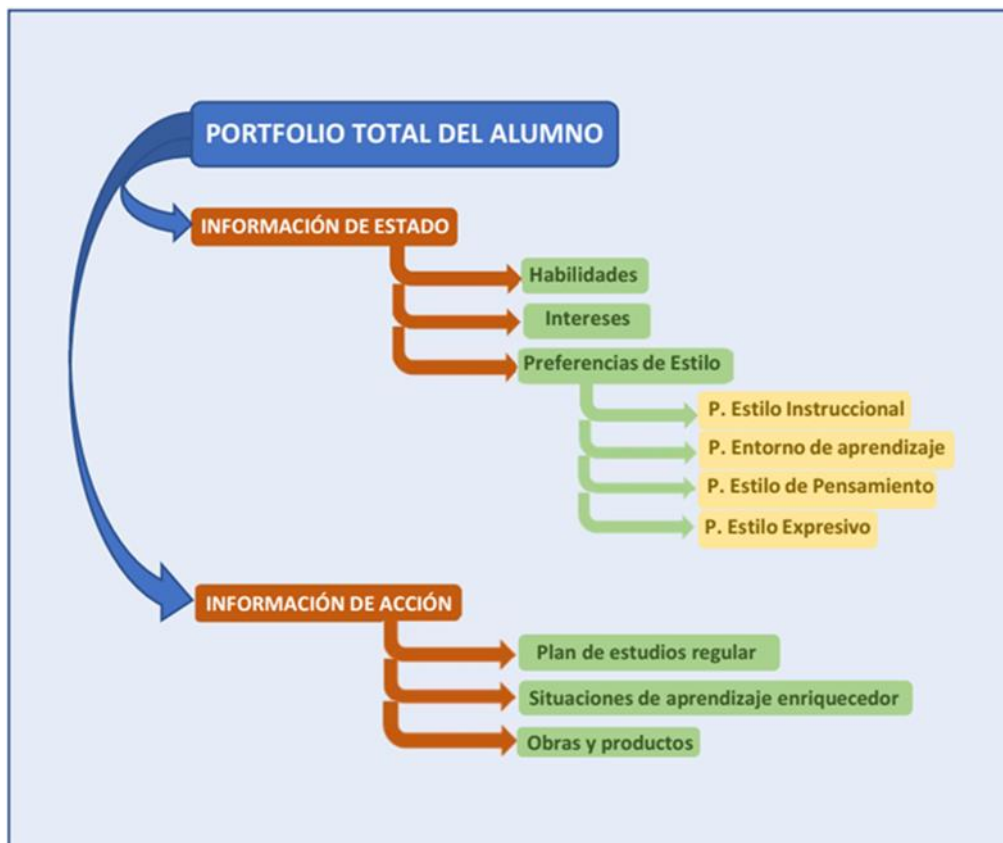 PORTFOLIO TOTAL DEL ALUMNO
INFORMACIÓN DE ESTADO
Habilidades
Intereses
Preferencias de Estilo
P. Estilo Instruccional
P. Entorno de aprendizaje
P. Estilo de Pensamiento
P. Estilo Expresivo
INFORMACIÓN DE ACCIÓN
Plan de estudios regular
Situaciones de aprendizaje enriquecedor
Obras y productos